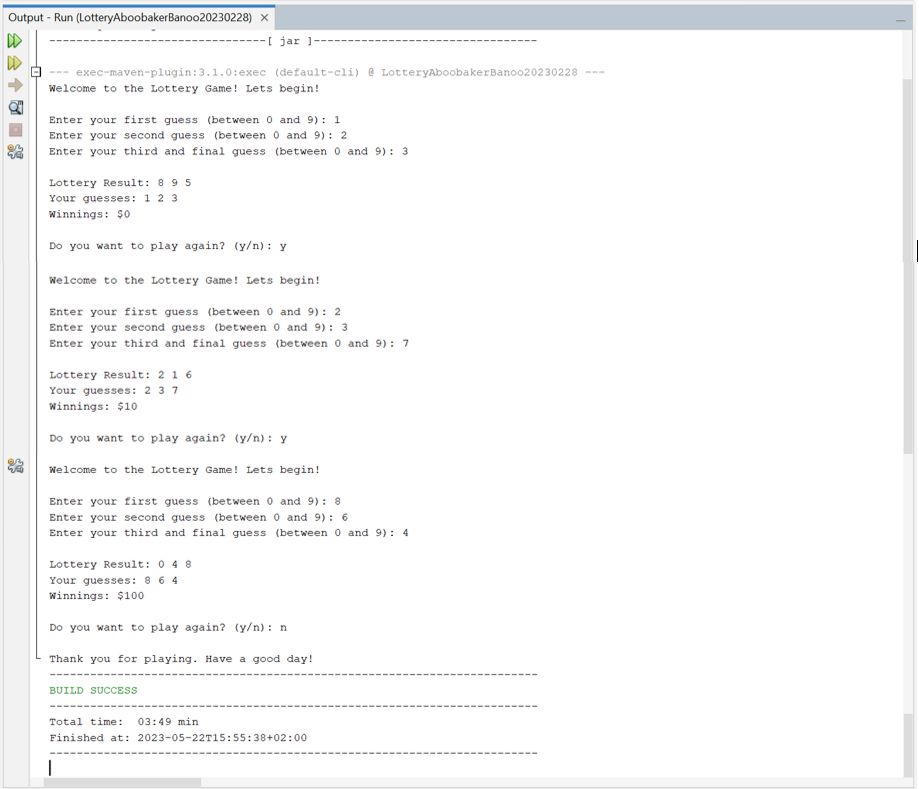 Output - Run (LotteryAboobakerBanoo20230228) ×
--------------------------------[ jar ]---------------------------------
--- exec-maven-plugin:3.1.0:exec (default-cli) @ LotteryAboobakerBanoo20230228 ---
Welcome to the Lottery Game! Lets begin!
Enter your first guess (between 0 and 9): 1
Enter your second guess (between 0 and 9): 2
Enter your third and final guess (between 0 and 9): 3
Lottery Result: 8 9 5
Your guesses: 1 2 3
Winnings: $0
Do you want to play again? (y/n): y
Welcome to the Lottery Game! Lets begin!
Enter your first guess (between 0 and 9): 2
Enter your second guess (between 0 and 9): 3
Enter your third and final guess (between 0 and 9): 7
Lottery Result: 2 1 6
Your guesses: 2 3 7
Winnings: $10
Do you want to play again? (y/n): y
Welcome to the Lottery Game! Lets begin!
Enter your first guess (between 0 and 9): 8
Enter your second guess (between 0 and 9): 6
Enter your third and final guess (between 0 and 9): 4
Lottery Result: 0 4 8
Your guesses: 8 6 4
Winnings: $100
Do you want to play again? (y/n): n
Thank you for playing. Have a good day!
------------------------------------------------------------------------
BUILD SUCCESS
------------------------------------------------------------------------
Total time:  03:49 min
Finished at: 2023-05-22T15:55:38+02:00
------------------------------------------------------------------------